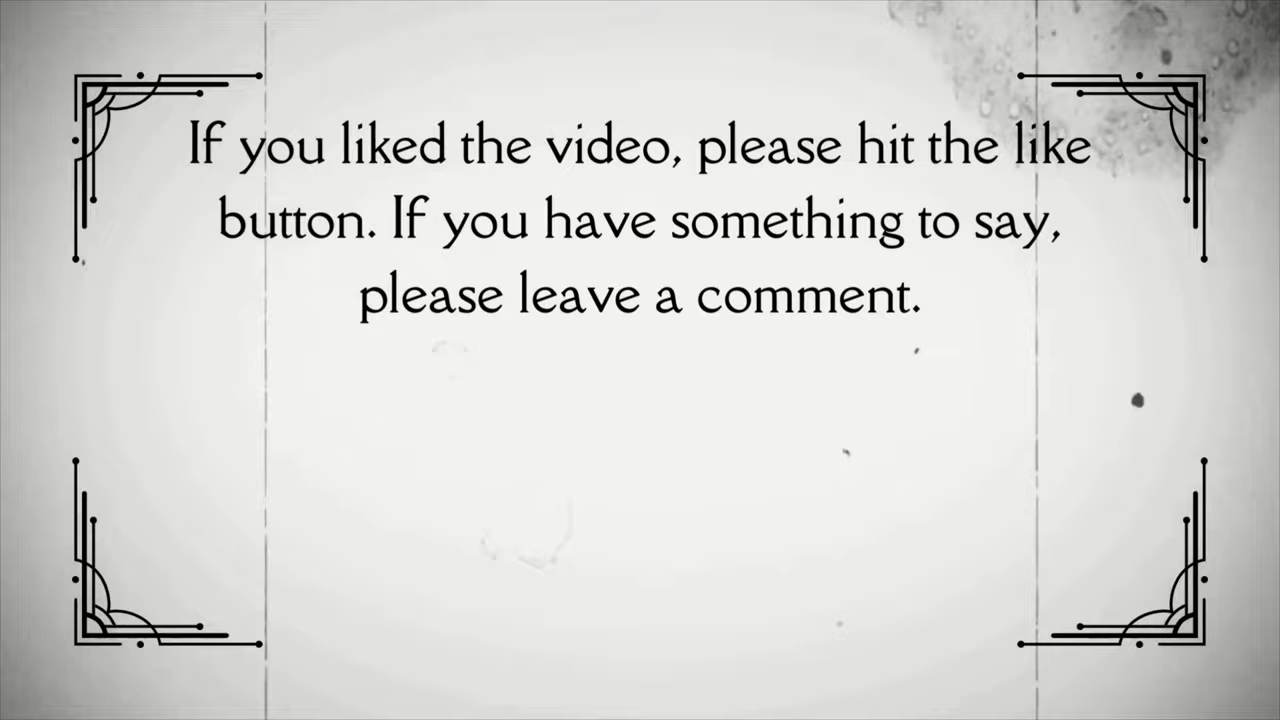 If you liked the video, please hit the like
button. If you have something to say,
please leave a comment.